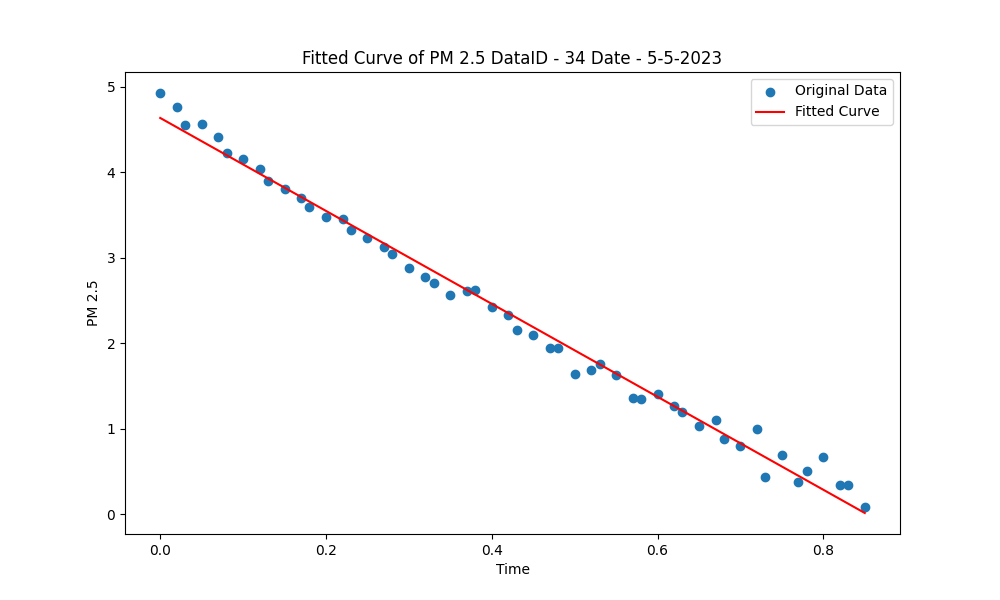 Fitted Curve of PM 2.5 DataID - 34 Date - 5-5-2023
Original Data
Fitted Curve
5
4
3
2
1
0
PM 2.5
0.0 0.2 0.4 0.6 0.8
Time